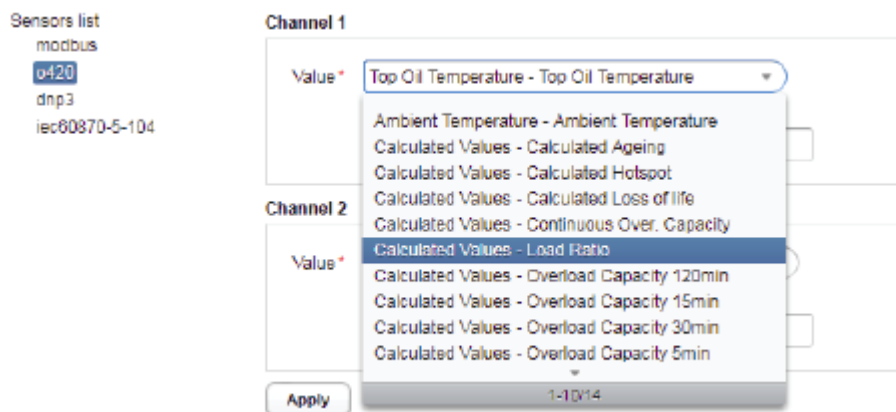 Sensors list
modbus
o420
dnp3
iec60870-5-104
Channel 1
Value *
Top Oil Temperature - Top Oil Temperature
Ambient Temperature - Ambient Temperature
Calculated Values - Calculated Ageing
Calculated Values - Calculated Hotspot
Calculated Values - Calculated Loss of life
Calculated Values - Continuous Over. Capacity
Calculated Values - Load Ratio
Calculated Values - Overload Capacity 120min
Calculated Values - Overload Capacity 15min
Calculated Values - Overload Capacity 30min
Calculated Values - Overload Capacity 5min
1-10/14
Channel 2
Value *
Apply